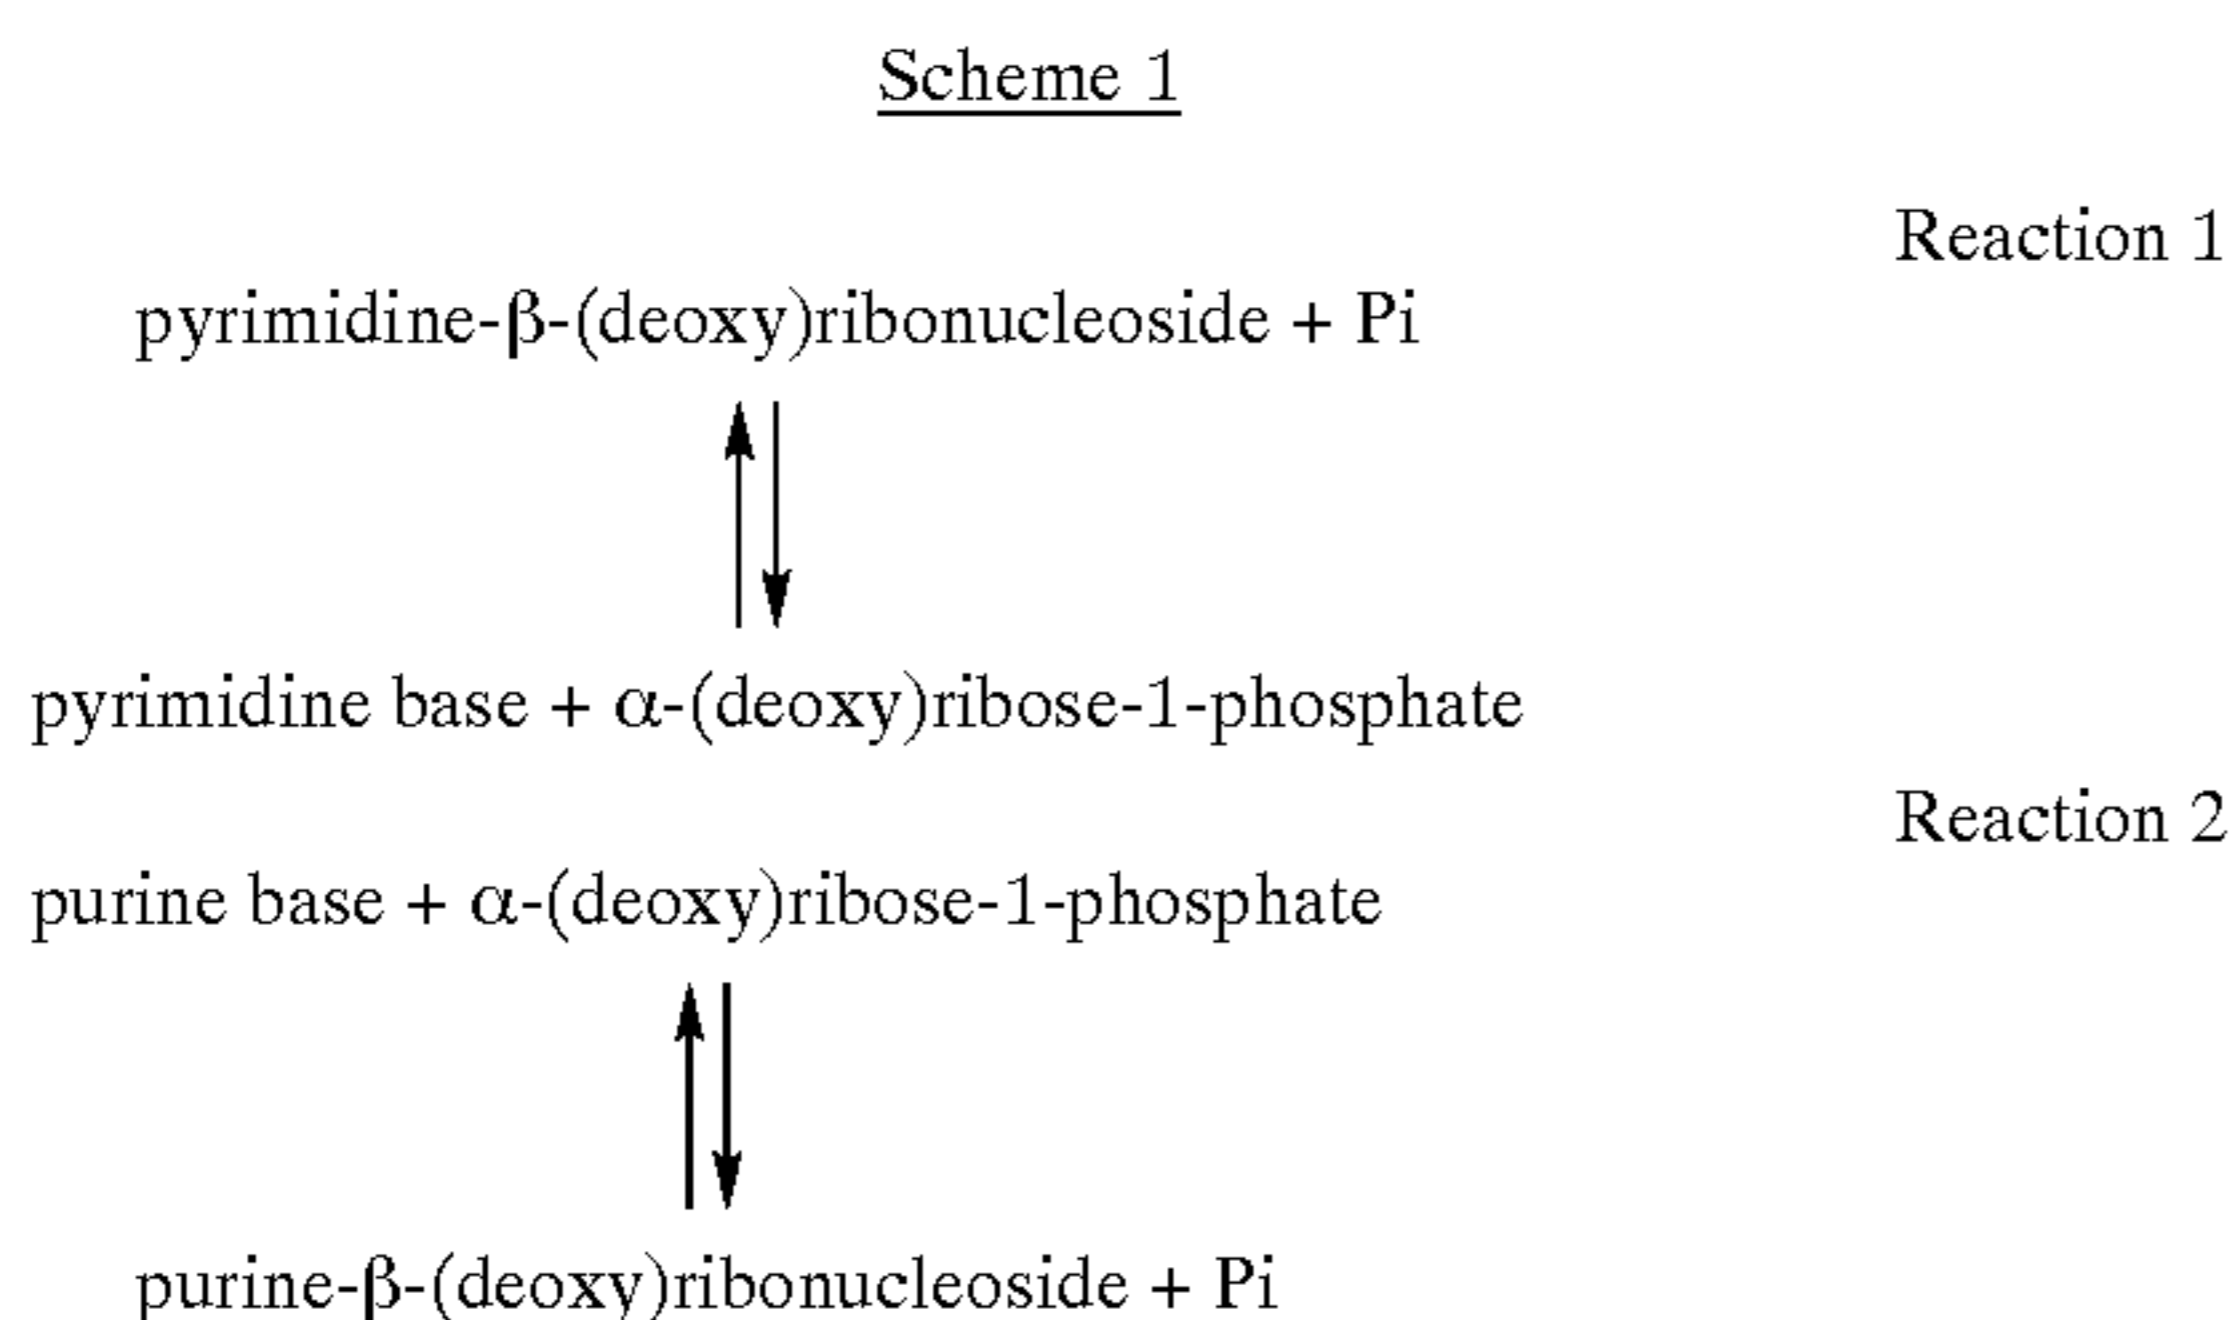 Scheme 1
Reaction 1
pyrimidine-β-(deoxy)ribonucleoside + Pi
pyrimidine base + α-(deoxy)ribose-1-phosphate
Reaction 2
purine base + α-(deoxy)ribose-1-phosphate
purine-β-(deoxy)ribonucleoside + Pi